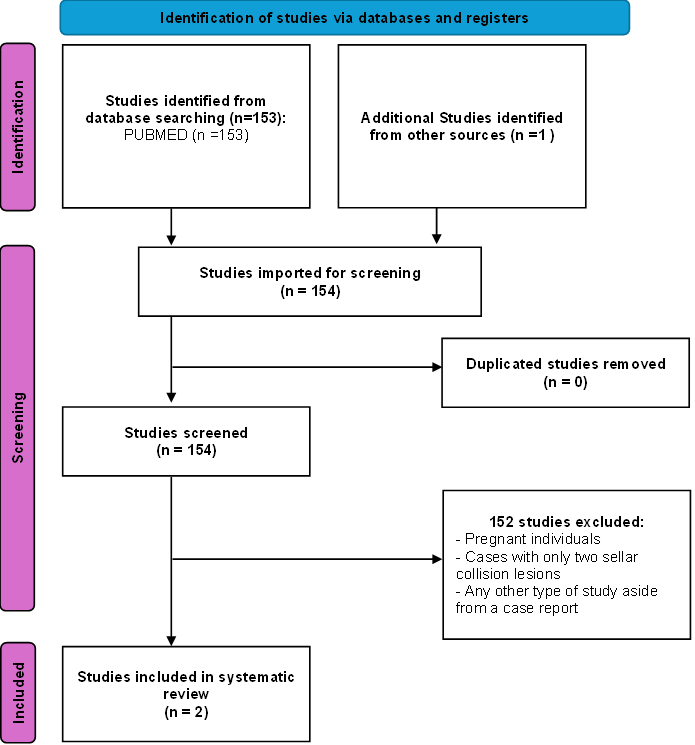 Identification of studies via databases and registers
Identification
Studies identified from
database searching (n=153):
PUBMED (n =153)
Additional Studies identified
from other sources (n =1 )
Screening
Studies imported for screening
(n = 154)
Duplicated studies removed
(n = 0)
Studies screened
(n = 154)
152 studies excluded:
- Pregnant individuals
- Cases with only two sellar
collision lesions
- Any other type of study aside
from a case report
Included
Studies included in systematic
review
(n = 2)